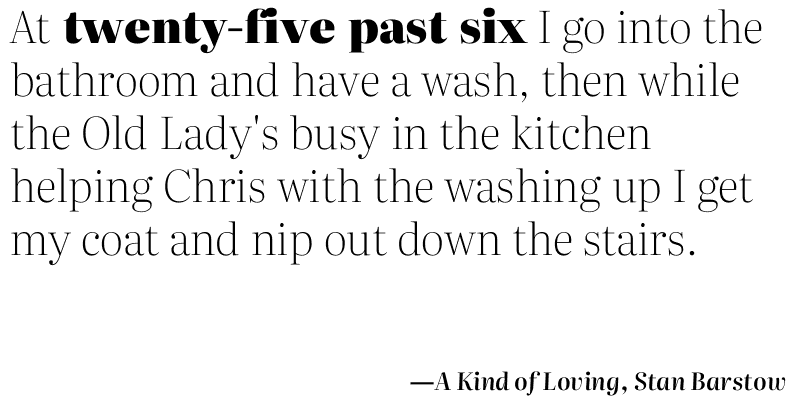 At twenty-five past six I go into the
bathroom and have a wash, then while
the Old Lady's busy in the kitchen
helping Chris with the washing up I get
my coat and nip out down the stairs.
—A Kind of Loving, Stan Barstow